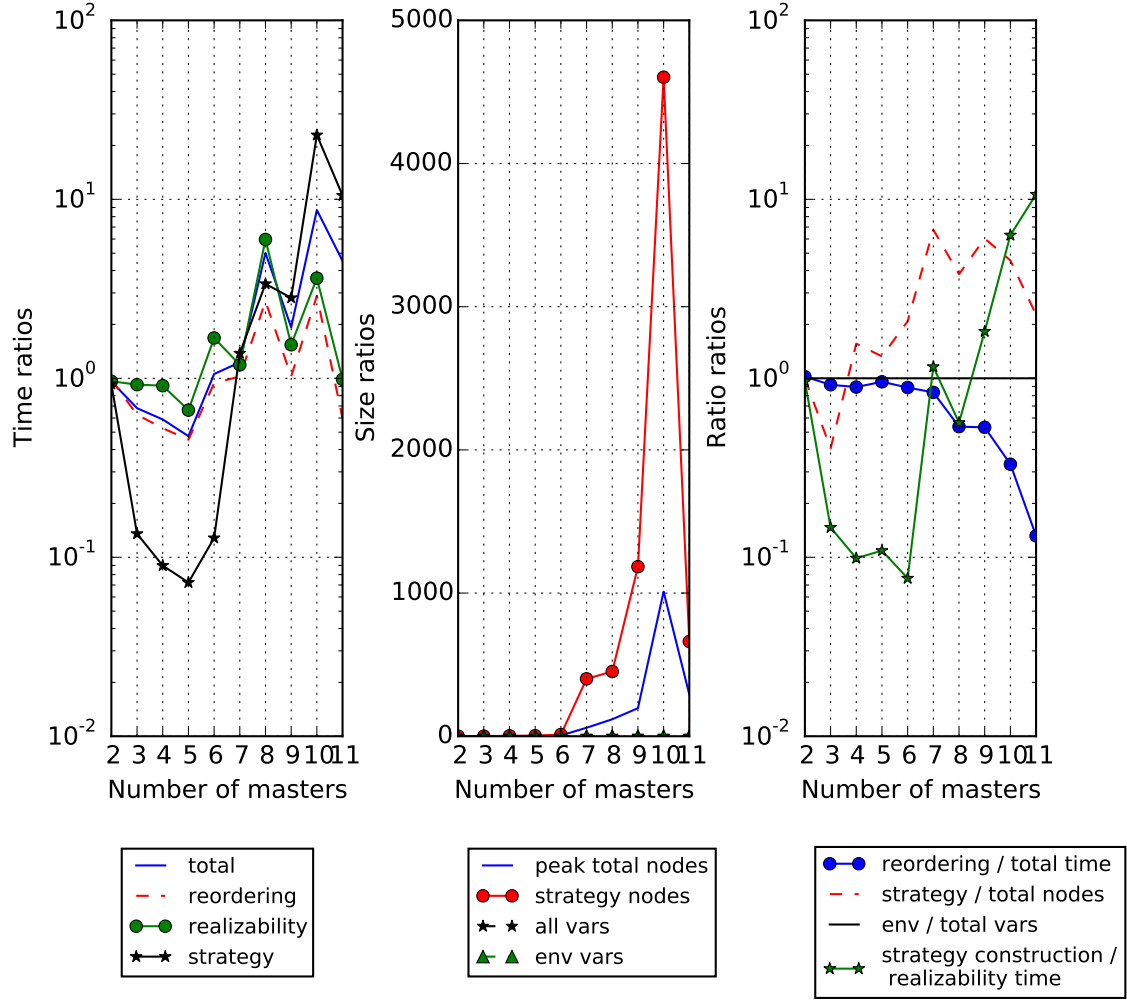 10^2
10^1
10^0
10^-1
10^-2
Time ratios
2 3 4 5 6 7 8 9 10 11
Number of masters
total
reordering
realizability
strategy
5000
4000
3000
2000
1000
0
Size ratios
2 3 4 5 6 7 8 9 10 11
Number of masters
peak total nodes
strategy nodes
all vars
env vars
10^2
10^1
10^0
10^-1
10^-2
Ratio ratios
2 3 4 5 6 7 8 9 10 11
Number of masters
reordering / total time
strategy / total nodes
env / total vars
strategy construction /
realizability time